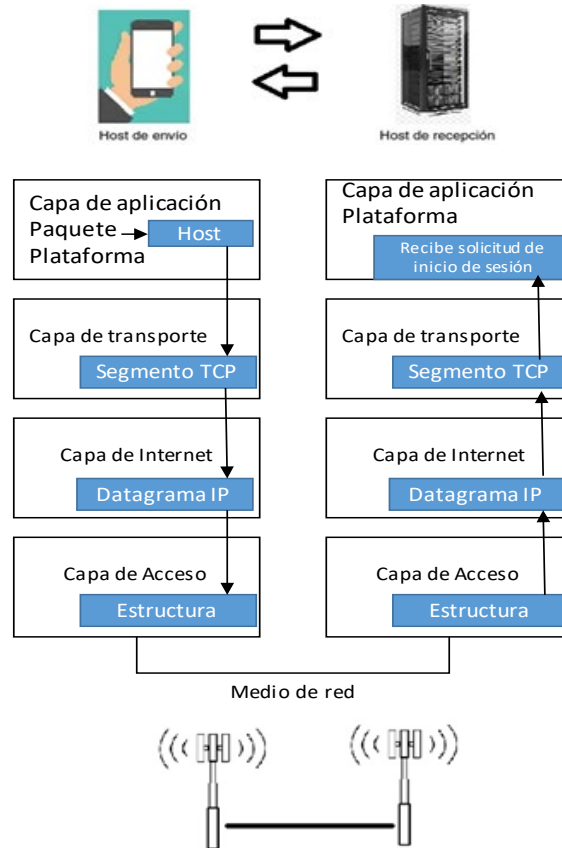 Host de envío
Host de recepción
Capa de aplicación
Paquete
Plataforma
Host
Capa de transporte
Segmento TCP
Capa de Internet
Datagrama IP
Capa de Acceso
Estructura
Capa de aplicación
Plataforma
Recibe solicitud de
inicio de sesión
Capa de transporte
Segmento TCP
Capa de Internet
Datagrama IP
Capa de Acceso
Estructura
Medio de red